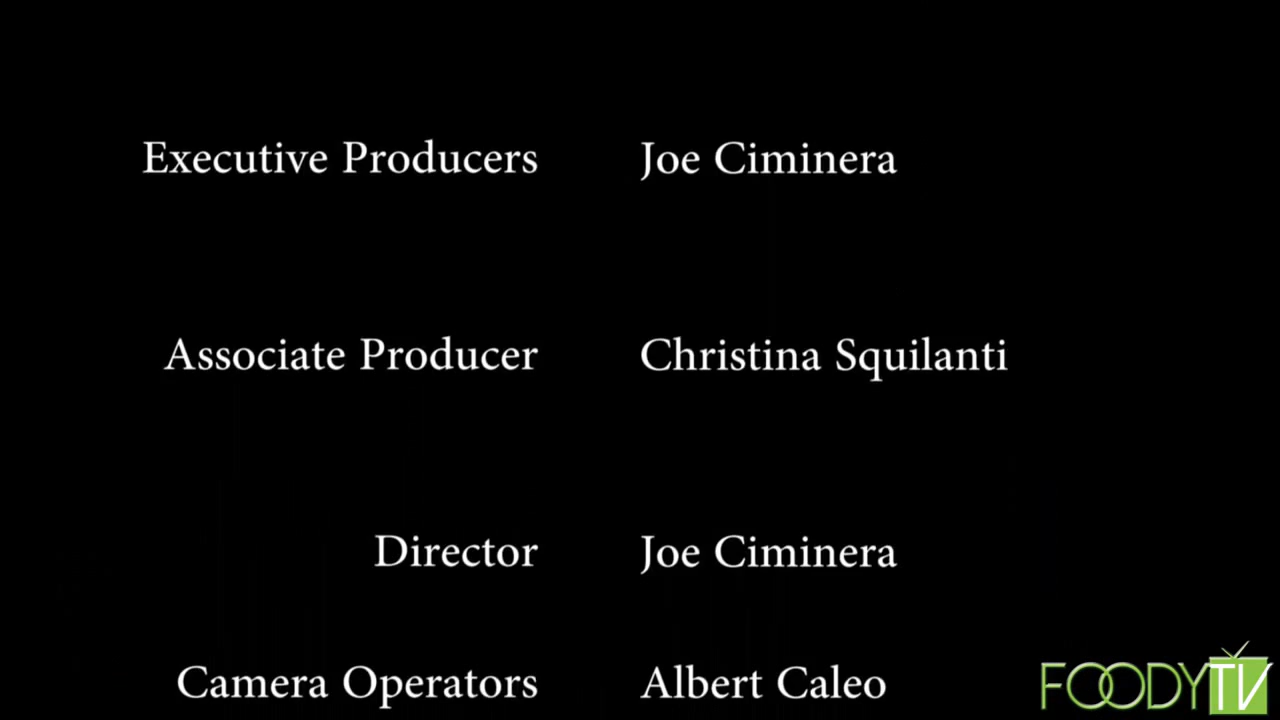 Executive Producers Joe Ciminera
Associate Producer Christina Squilanti
Director Joe Ciminera
Camera Operators Albert Caleo
FOODYTV